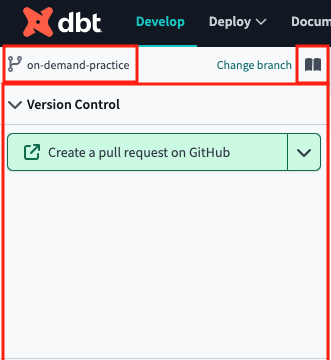 dbt
Develop Deploy Docum
on-demand-practice Change branch
Version Control
Create a pull request on GitHub